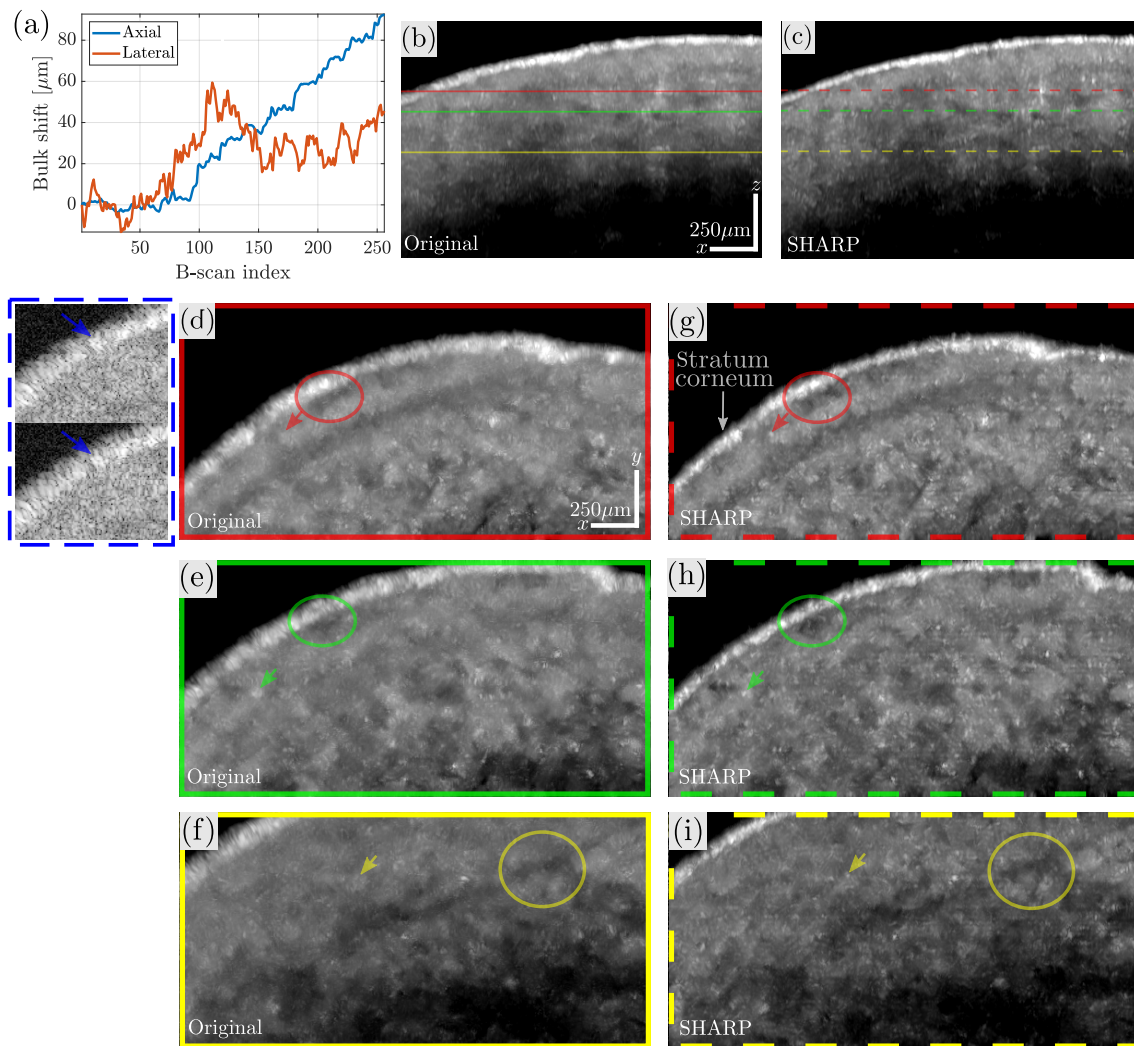 (a)
Bulk shift [μm]
80
60
40
20
0
Axial
Lateral
50
100
150
200
250
B-scan index
(b)
Original
250μm
x
z
(c)
SHARP
(d)
Original
250μm
x
y
(g)
Stratum
corneum
SHARP
(e)
Original
(h)
SHARP
(f)
Original
(i)
SHARP